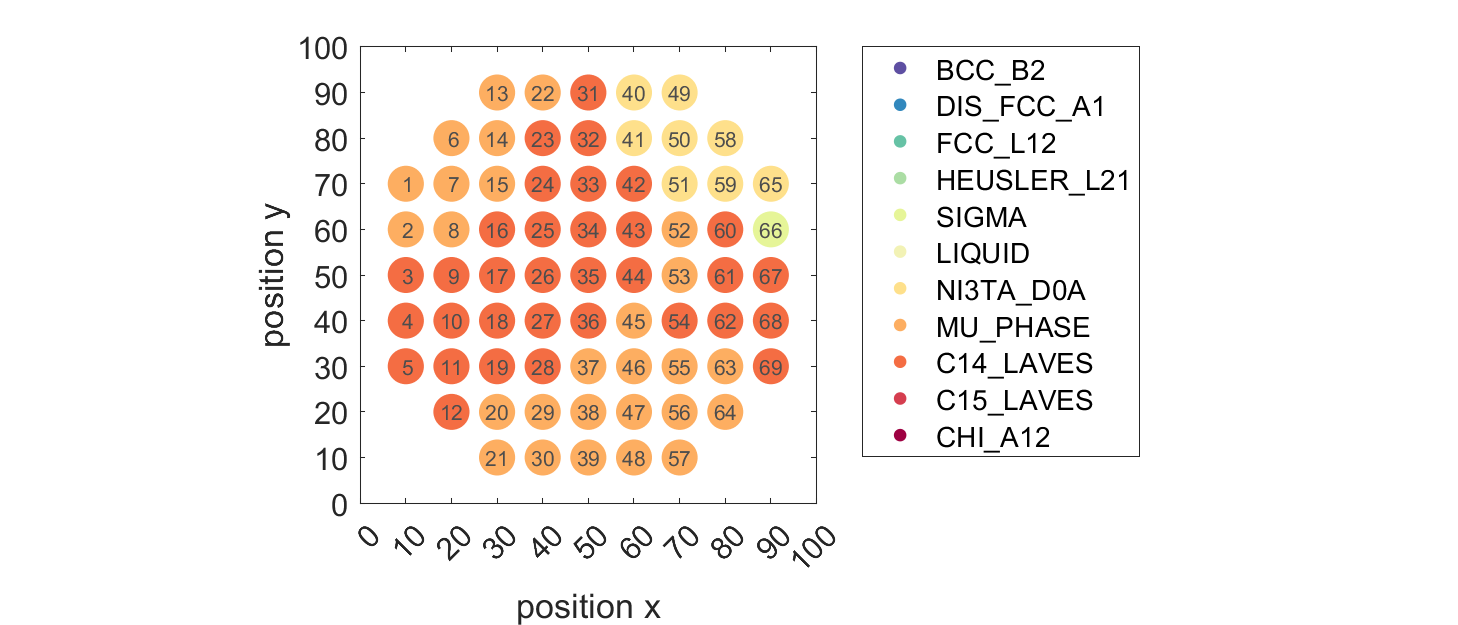 100
90
80
70
60
50
40
30
20
10
0
position y
13 22 31 40 49
6 14 23 32 41 50 58
1 7 15 24 33 42 51 59 65
2 8 16 25 34 43 52 60 66
3 9 17 26 35 44 53 61 67
4 10 18 27 36 45 54 62 68
5 11 19 28 37 46 55 63 69
12 20 29 38 47 56 64
21 30 39 48 57
0 10 20 30 40 50 60 70 80 90 100
position x
BCC_B2
DIS_FCC_A1
FCC_L12
HEUSLER_L21
SIGMA
LIQUID
NI3TA_D0A
MU_PHASE
C14_LAVES
C15_LAVES
CHI_A12